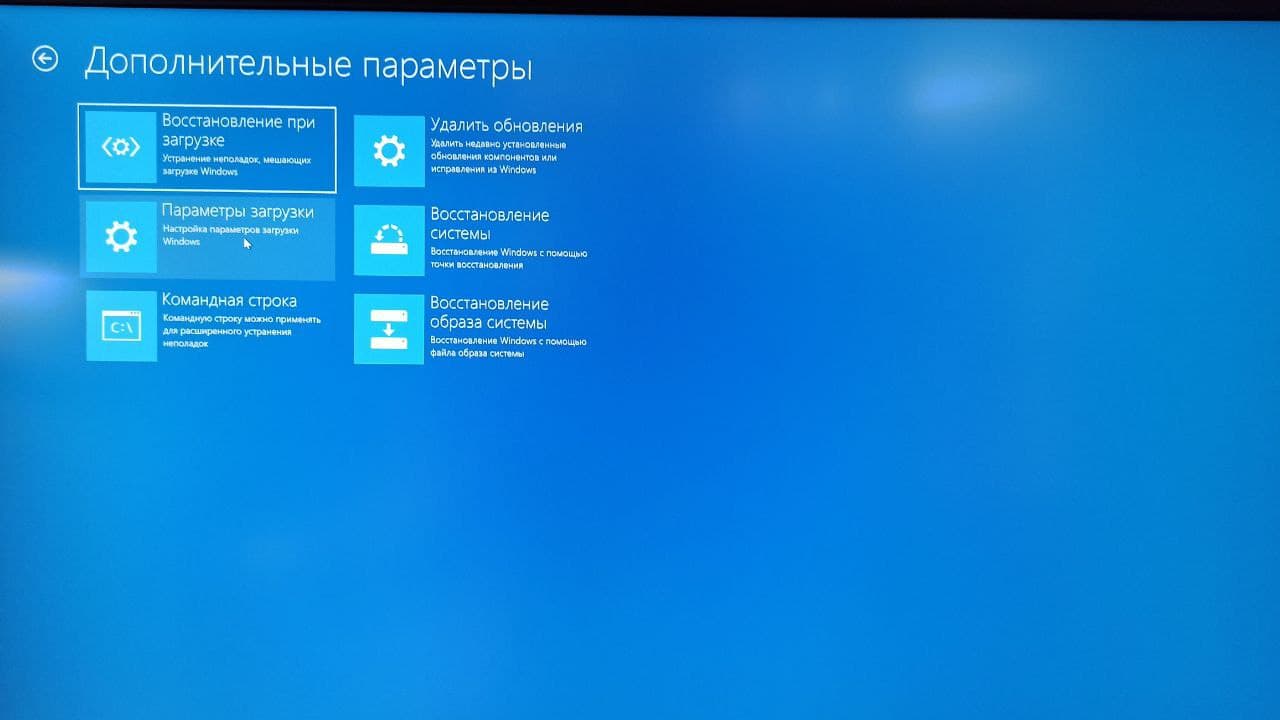 Дополнительные параметры
Восстановление при
загрузке
Устранение неполадок, мешающих
загрузке Windows
Удалить обновления
Удалить недавно установленные
обновления компонентов или
исправления из Windows
Параметры загрузки
Настройка параметров загрузки
Windows
Восстановление
системы
Восстановление Windows с помощью
точки восстановления
C:\
Командная строка
Командную строку можно применять
для расширенного устранения
неполадок
Восстановление
образа системы
Восстановление Windows с помощью
файла образа системы